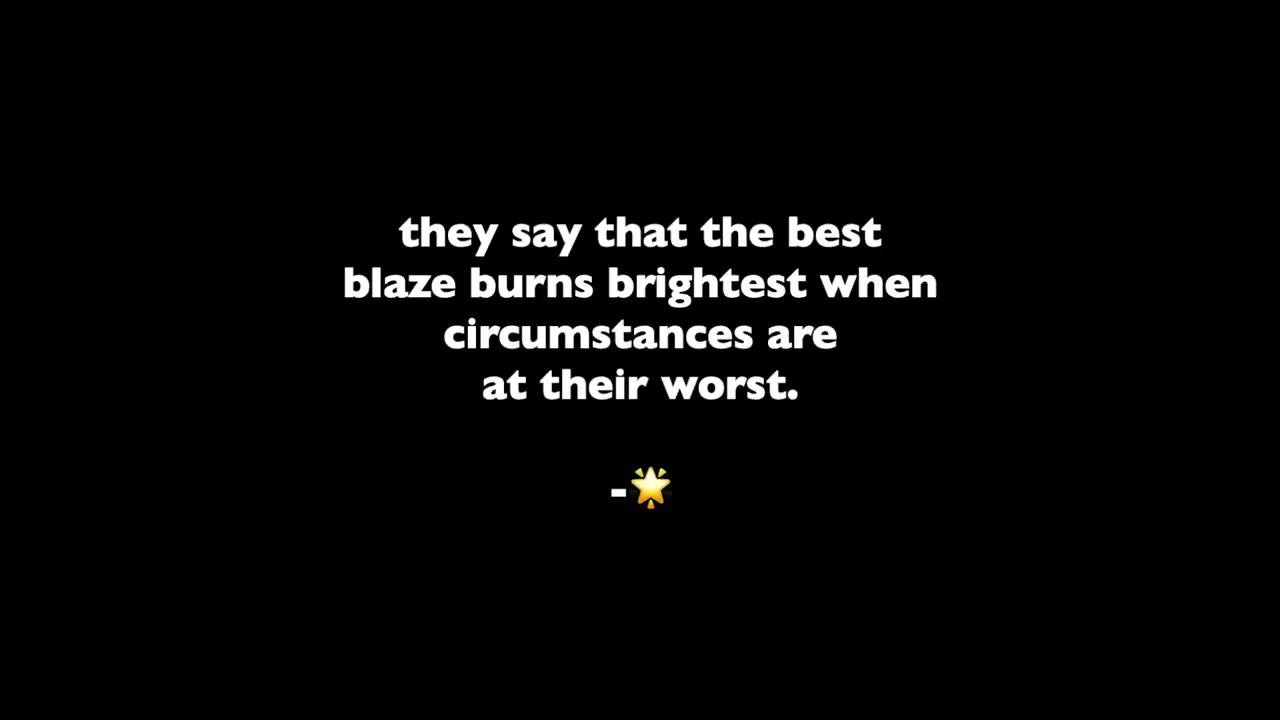 they say that the best
blaze burns brightest when
circumstances are
at their worst.
-🌟